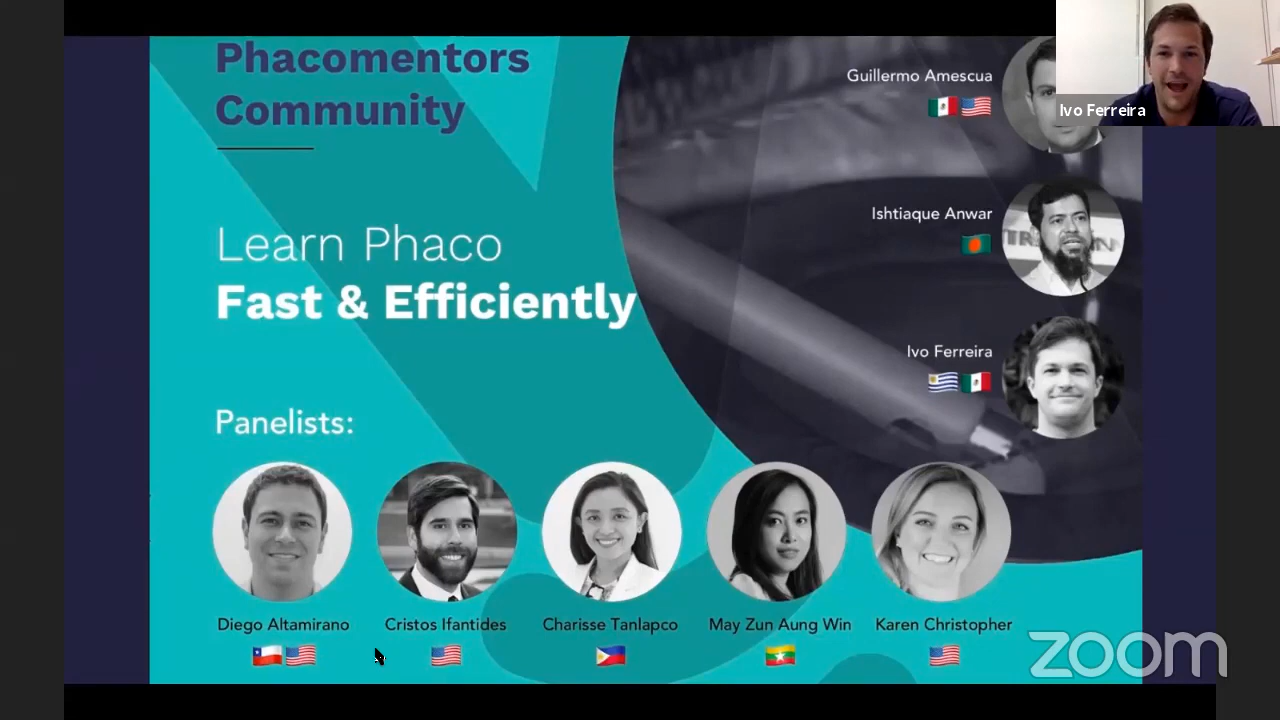 Phacomentors
Community
Learn Phaco
Fast & Efficiently
Guillermo Amescua
Ivo Ferreira
Ishtiaque Anwar
Ivo Ferreira
Panelists:
Diego Altamirano
Cristos Ifantides
Charisse Tanlapco
May Zun Aung Win
Karen Christopher
zoom